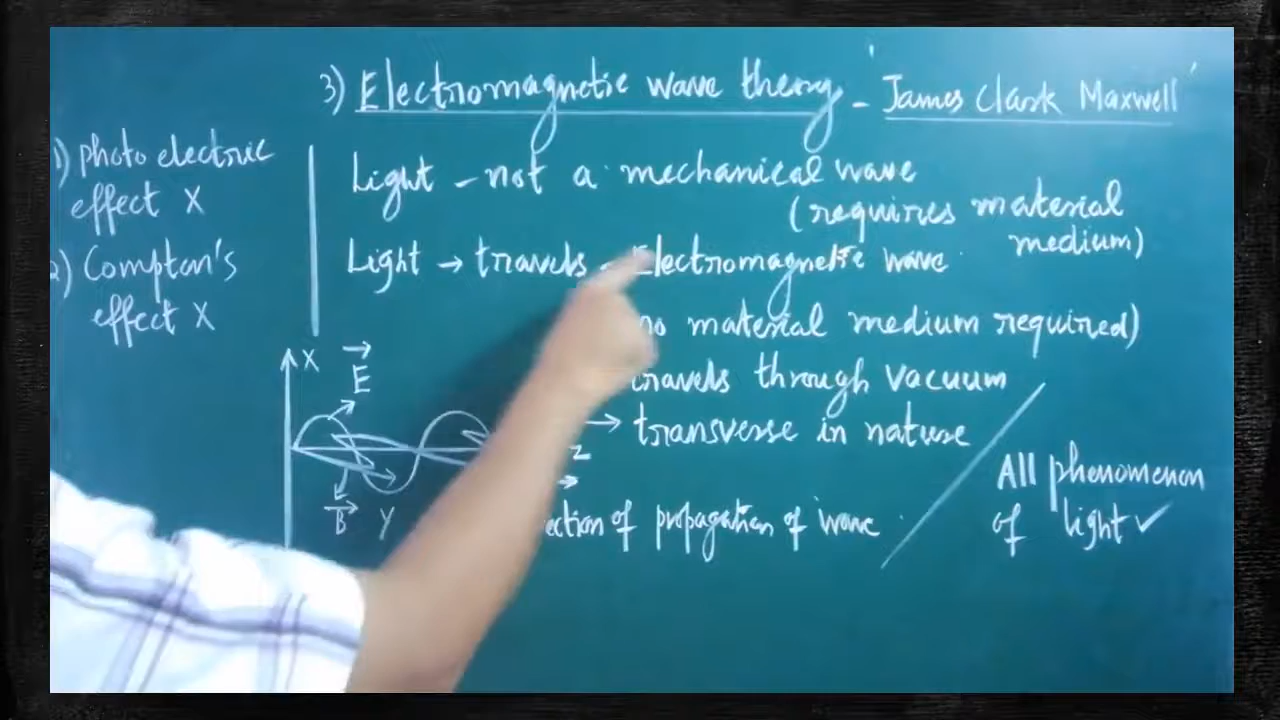 3) Electromagnetic wave theory - 'James Clark Maxwell'
1) photo electric
effect X
2) Compton's
effect X
Light - not a mechanical wave
(requires material
medium)
Light → travels - Electromagnetic wave
no material medium required)
travels through vacuum
→ transverse in nature
X
E
B
Y
Z
of propagation of wave
All phenomenon
of light ✓